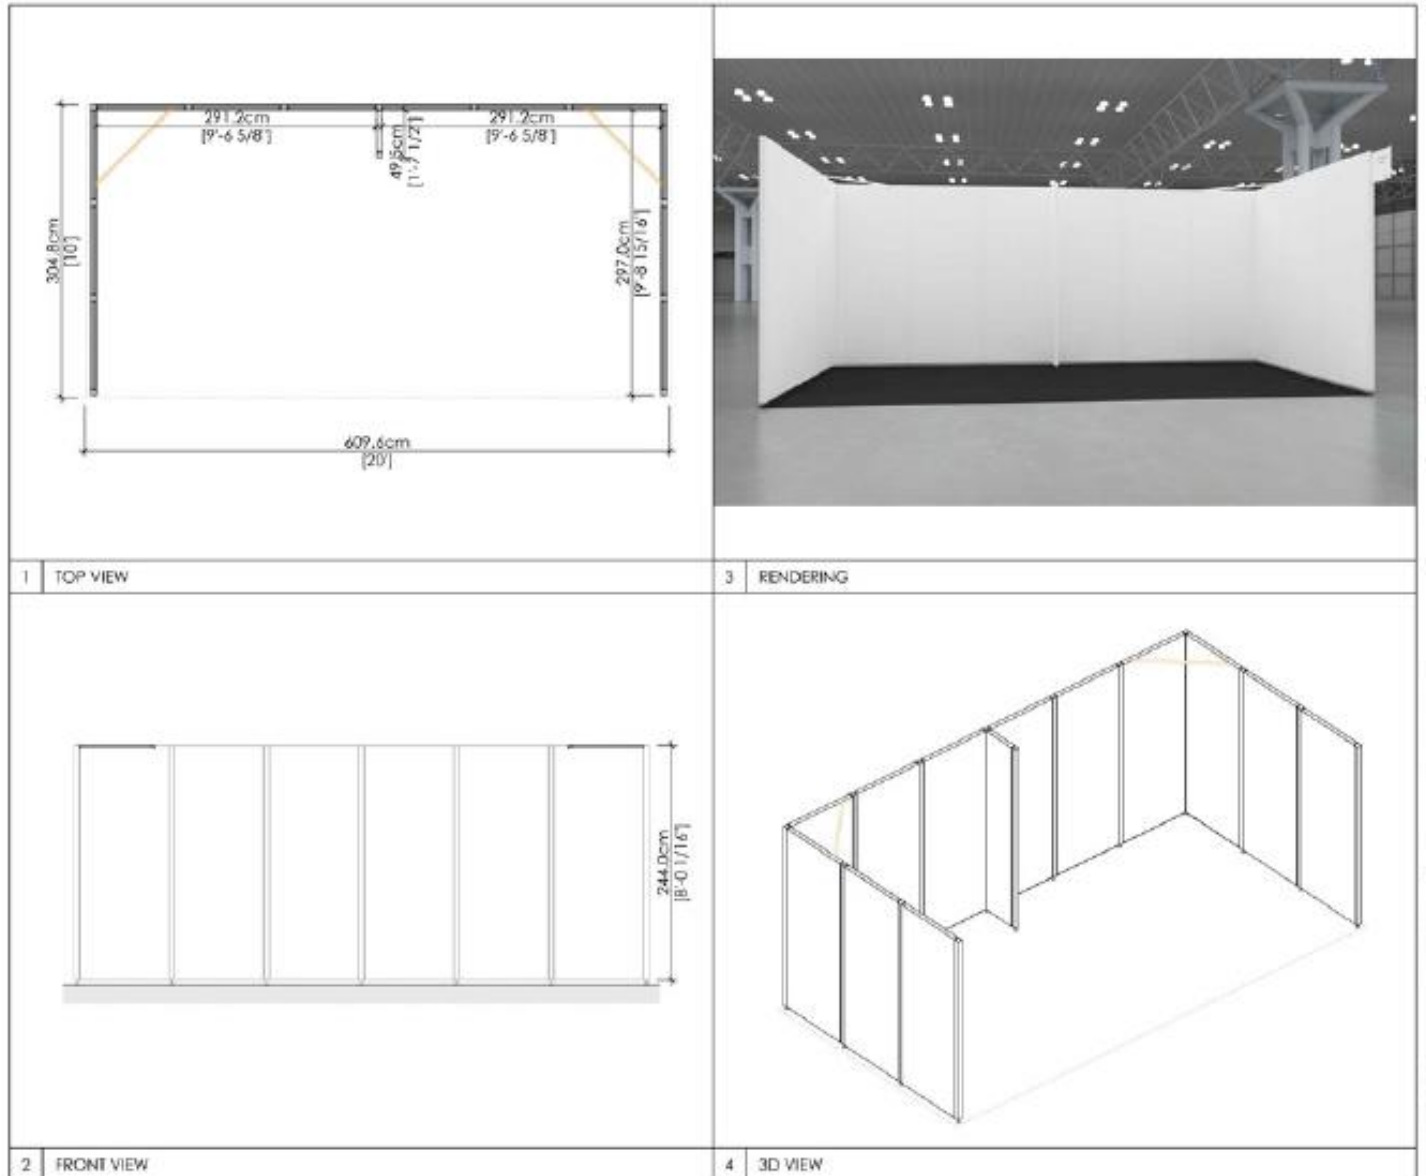 291.2cm
[9'-6 5/8"]
291.2cm
[9'-6 5/8"]
49.5cm
[1'-7 1/2"]
304.8cm
[10']
297.0cm
[9'-8 15/16"]
609.6cm
[20']
1 TOP VIEW
3 RENDERING
244.0cm
[8'-0 1/16"]
2 FRONT VIEW
4 3D VIEW